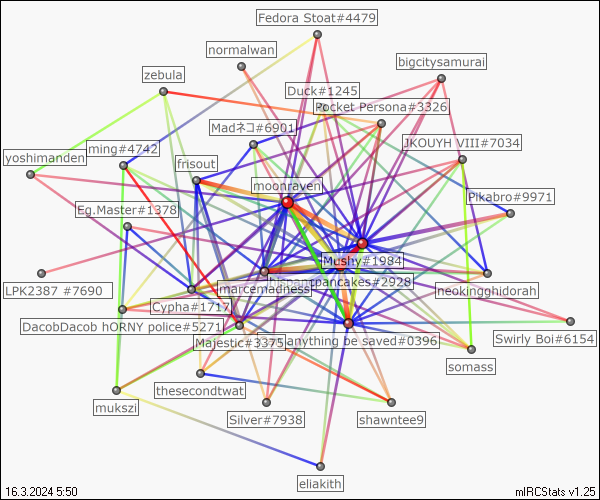 Fedora Stoat#4479
normalwan
bigcitysamurai
zebula
Duck#1245
Pocket Persona#3326
Madネコ#6901
JKOUYH VIII#7034
ming#4742
yoshimanden
frisout
moonraven
Pikabro#9971
Eg.Master#1378
Mushy#1984
LPK2387 #7690
marcemadness
pancakes#2928
neokingghidorah
Cypha#1717
DacobDacob hORNY police#5271
Majestic#3375
anything be saved#0396
Swirly Boi#6154
somass
thesecondtwat
mukszi
Silver#7938
shawntee9
eliakith
16.3.2024 5:50
mIRCStats v1.25